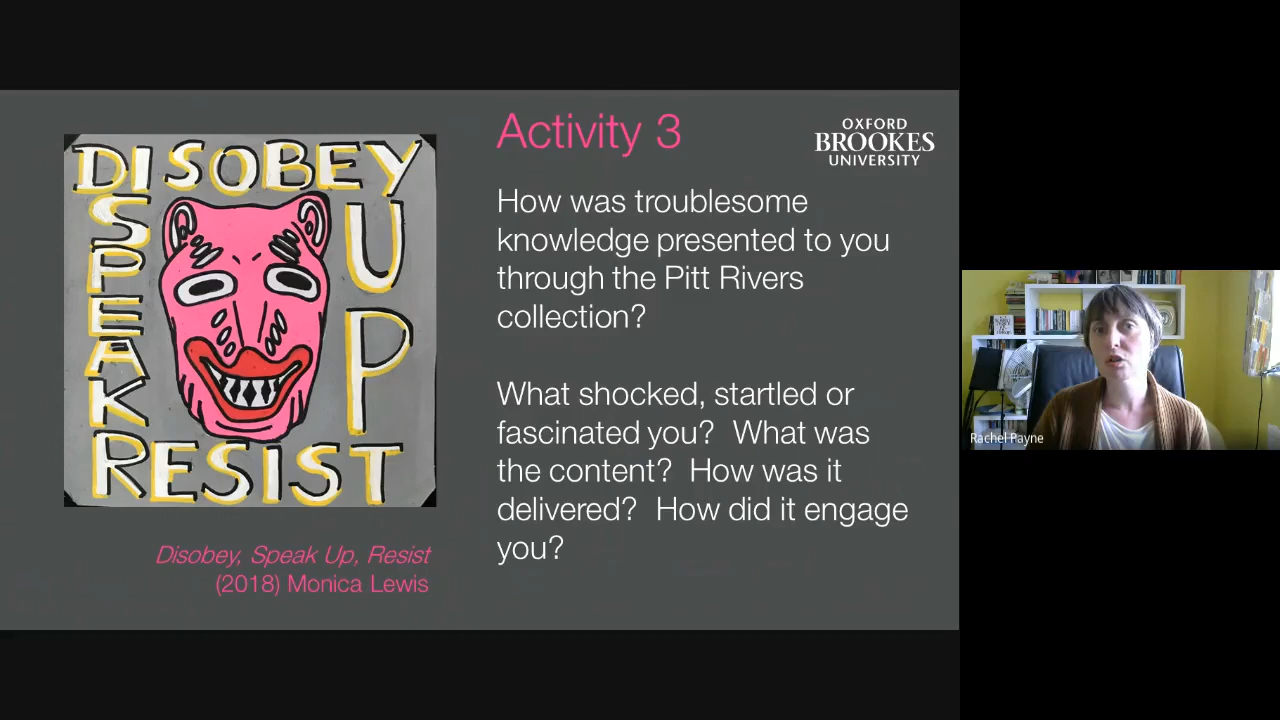 DISOBEY
SPEAK
UP
RESIST
Disobey, Speak Up, Resist
(2018) Monica Lewis
Activity 3
OXFORD
BROOKES
UNIVERSITY
How was troublesome
knowledge presented to you
through the Pitt Rivers
collection?
What shocked, startled or
fascinated you?  What was
the content?  How was it
delivered?  How did it engage
you?
Rachel Payne